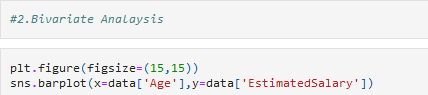 #2.Bivariate Analaysis
plt.figure(figsize=(15,15))
sns.barplot(x=data['Age'],y=data['EstimatedSalary'])